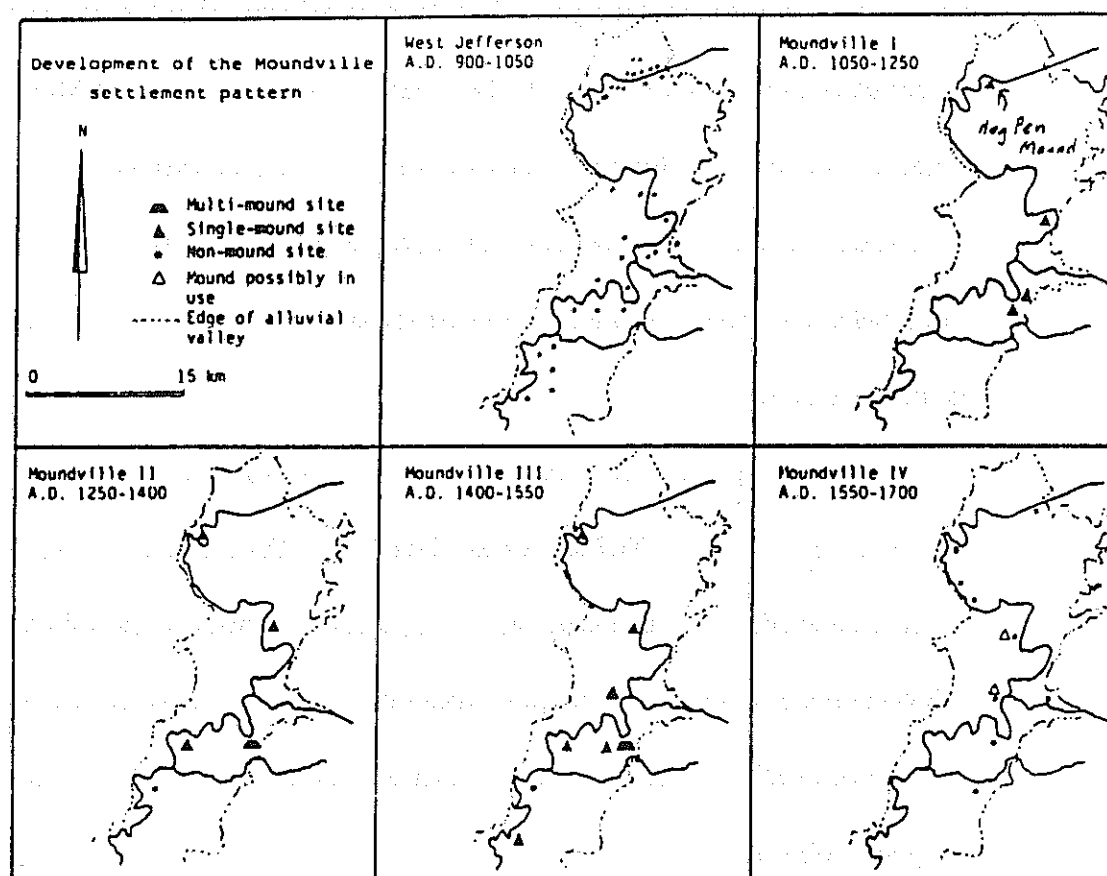 Development of the Moundville
settlement pattern
N
Multi-mound site
Single-mound site
Non-mound site
Mound possibly in
use
Edge of alluvial
valley
0 15 km
West Jefferson
A.D. 900-1050
Moundville I
A.D. 1050-1250
Hog Pen
Mound
Moundville II
A.D. 1250-1400
Moundville III
A.D. 1400-1550
Moundville IV
A.D. 1550-1700